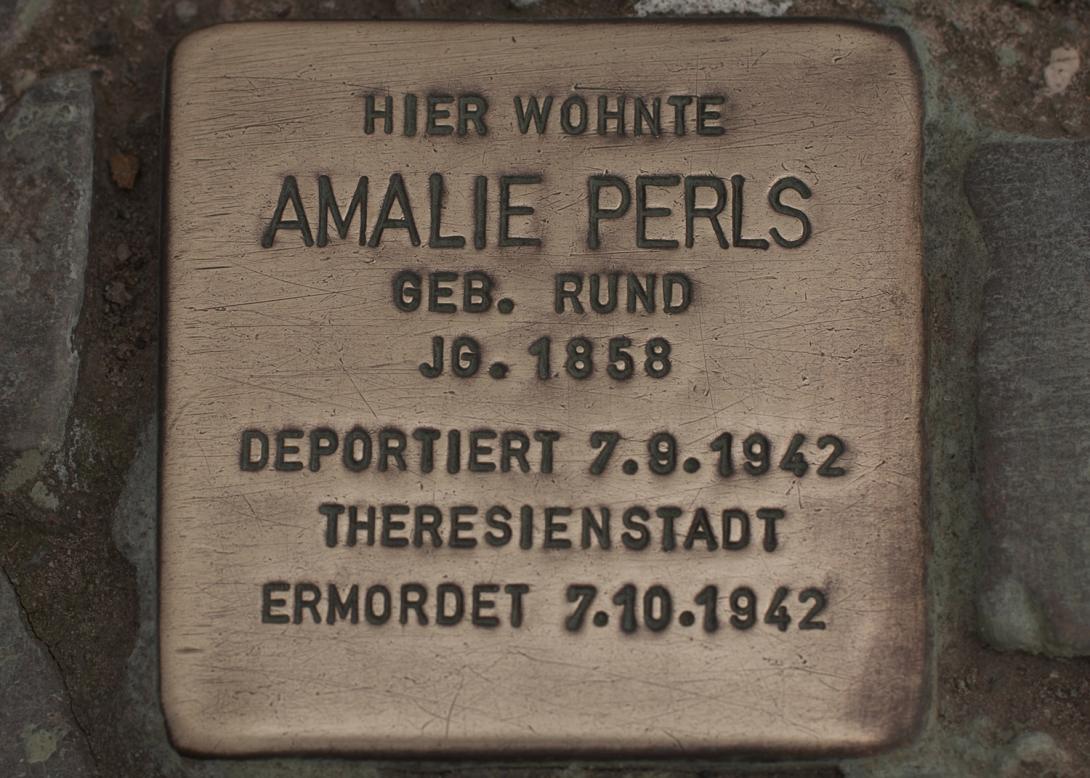 HIER WOHNTE
AMALIE PERLS
GEB. RUND
JG. 1858
DEPORTIERT 7.9.1942
THERESIENSTADT
ERMORDET 7.10.1942